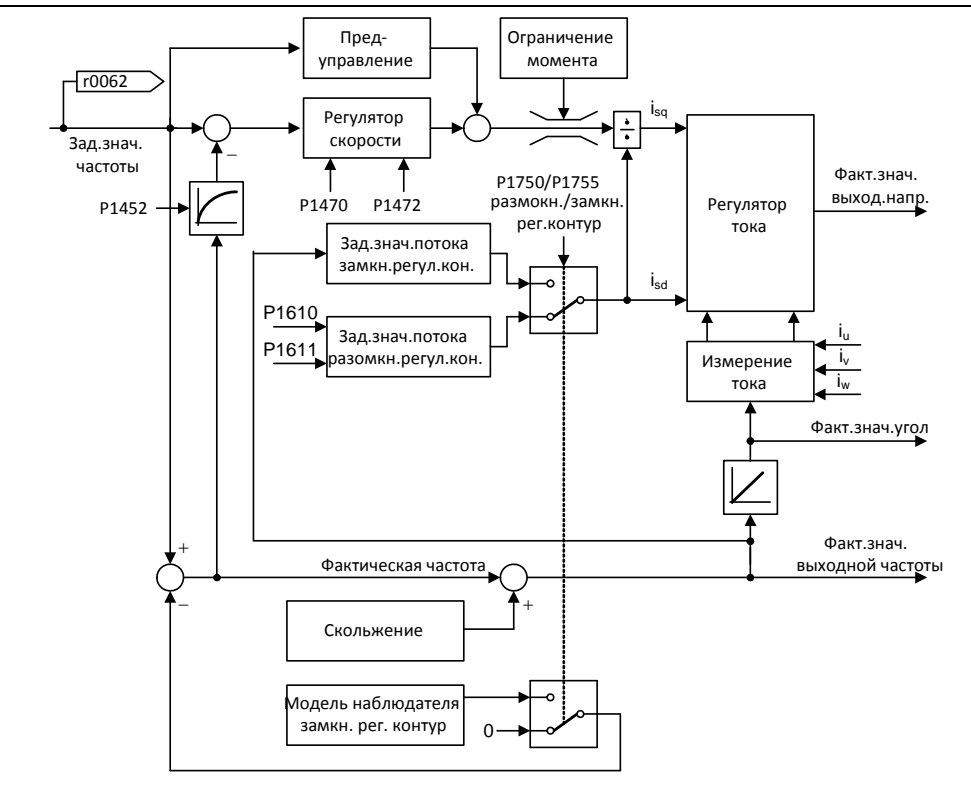 Пред-
управление
Ограничение
момента
r0062
Зад.знач.
частоты
Регулятор
скорости
÷
isq
−
P1452
P1470
P1472
P1750/P1755
размокн./замкн.
рег.контур
Регулятор
тока
Факт.знач.
выход.напр.
Зад.знач.потока
замкн.регул.кон.
isd
P1610
P1611
Зад.знач.потока
разомкн.регул.кон.
Измерение
тока
iu
iv
iw
Факт.знач.угол
+
−
Фактическая частота
Факт.знач.
выходной частоты
+
Скольжение
Модель наблюдателя
замкн. рег. контур
0